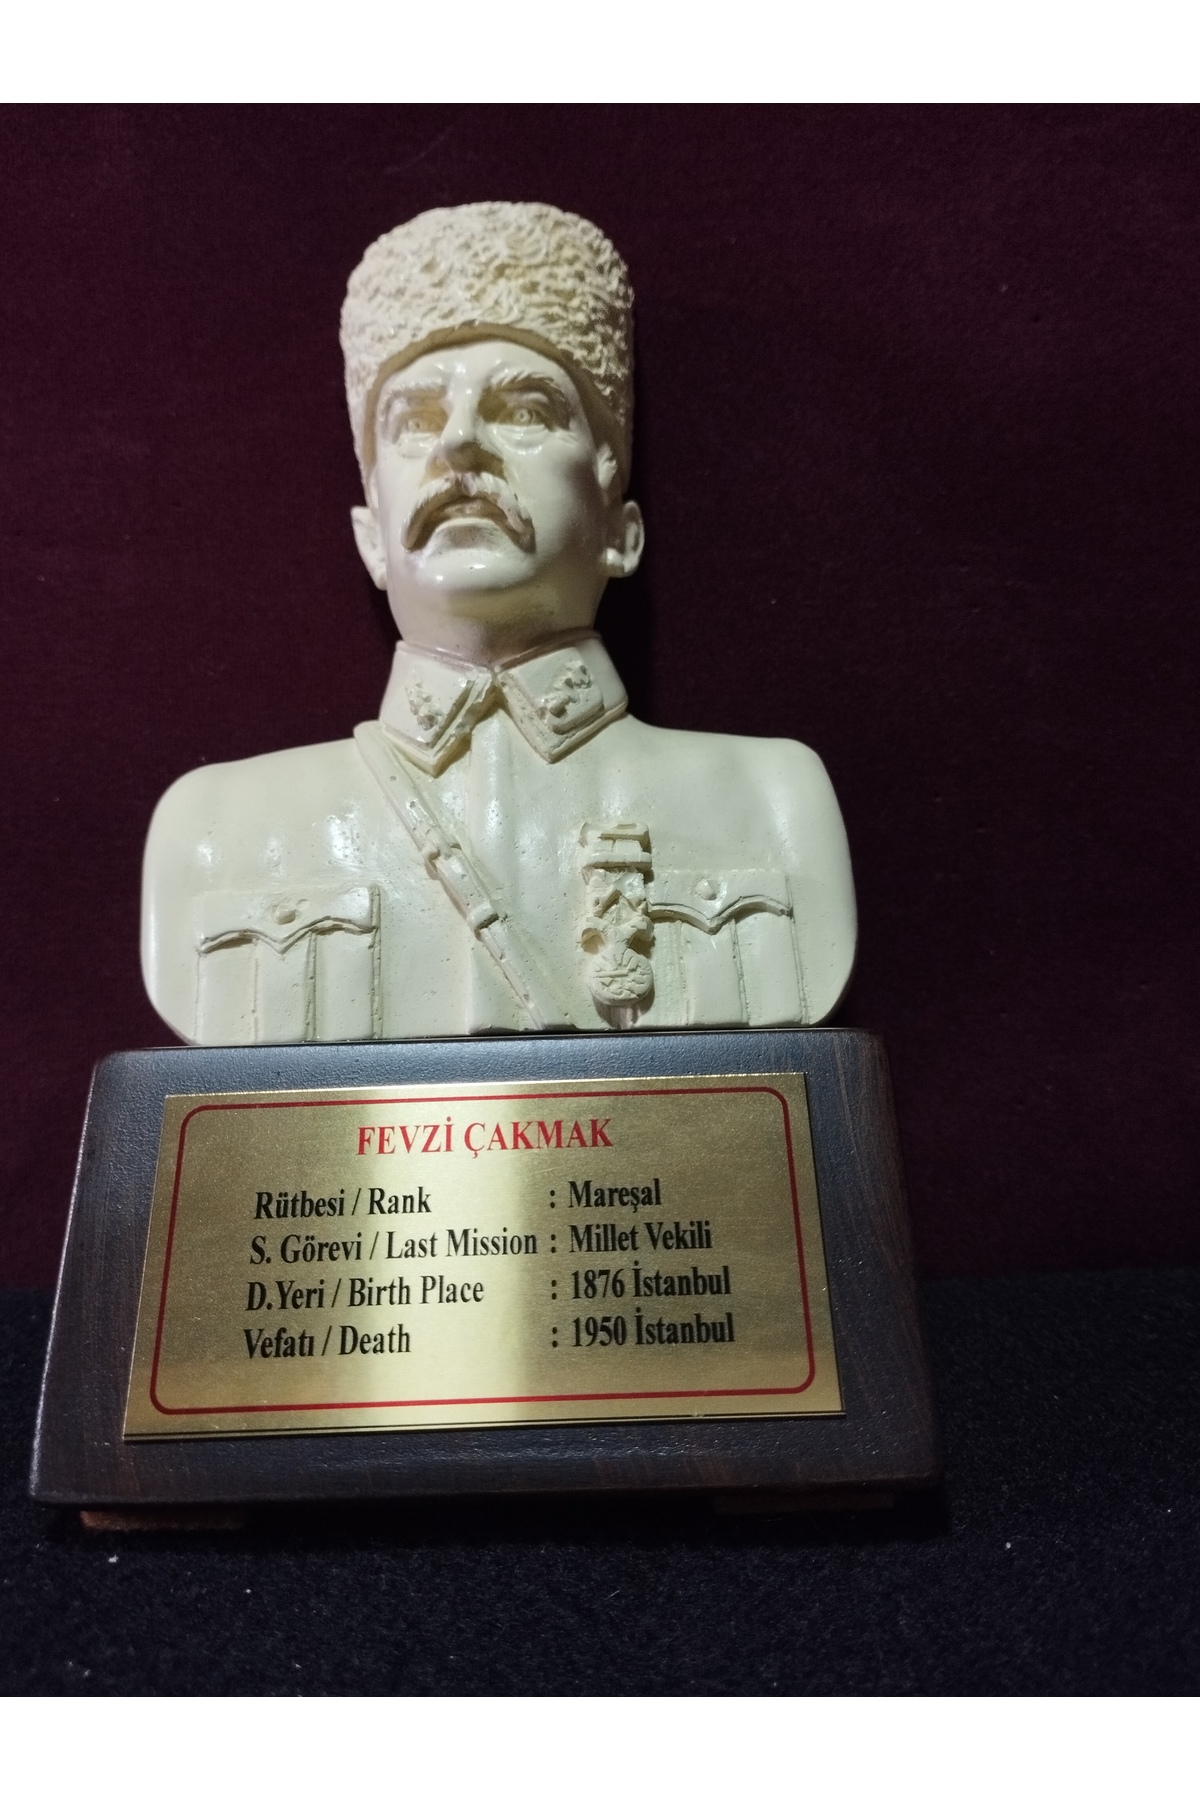 FEVZİ ÇAKMAK
Rütbesi / Rank : Mareşal
S. Görevi / Last Mission : Millet Vekili
D.Yeri / Birth Place : 1876 İstanbul
Vefatı / Death : 1950 İstanbul